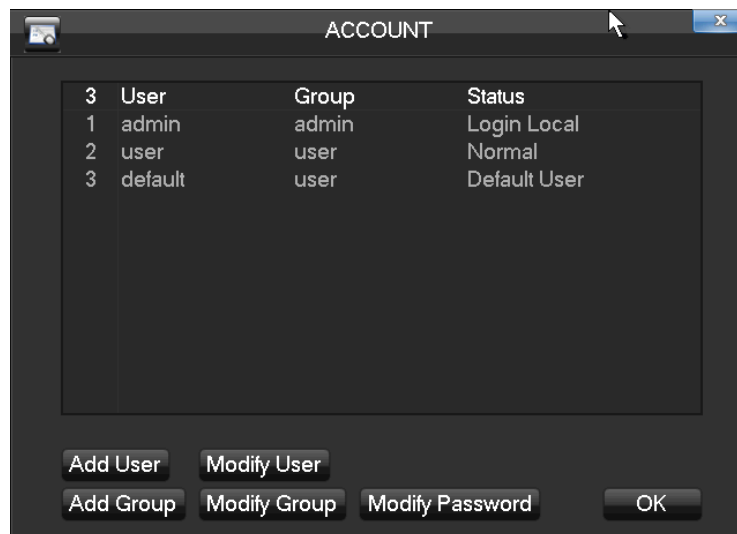 ACCOUNT
x
3 User Group Status
1 admin admin Login Local
2 user user Normal
3 default user Default User
Add User Modify User
Add Group Modify Group Modify Password OK